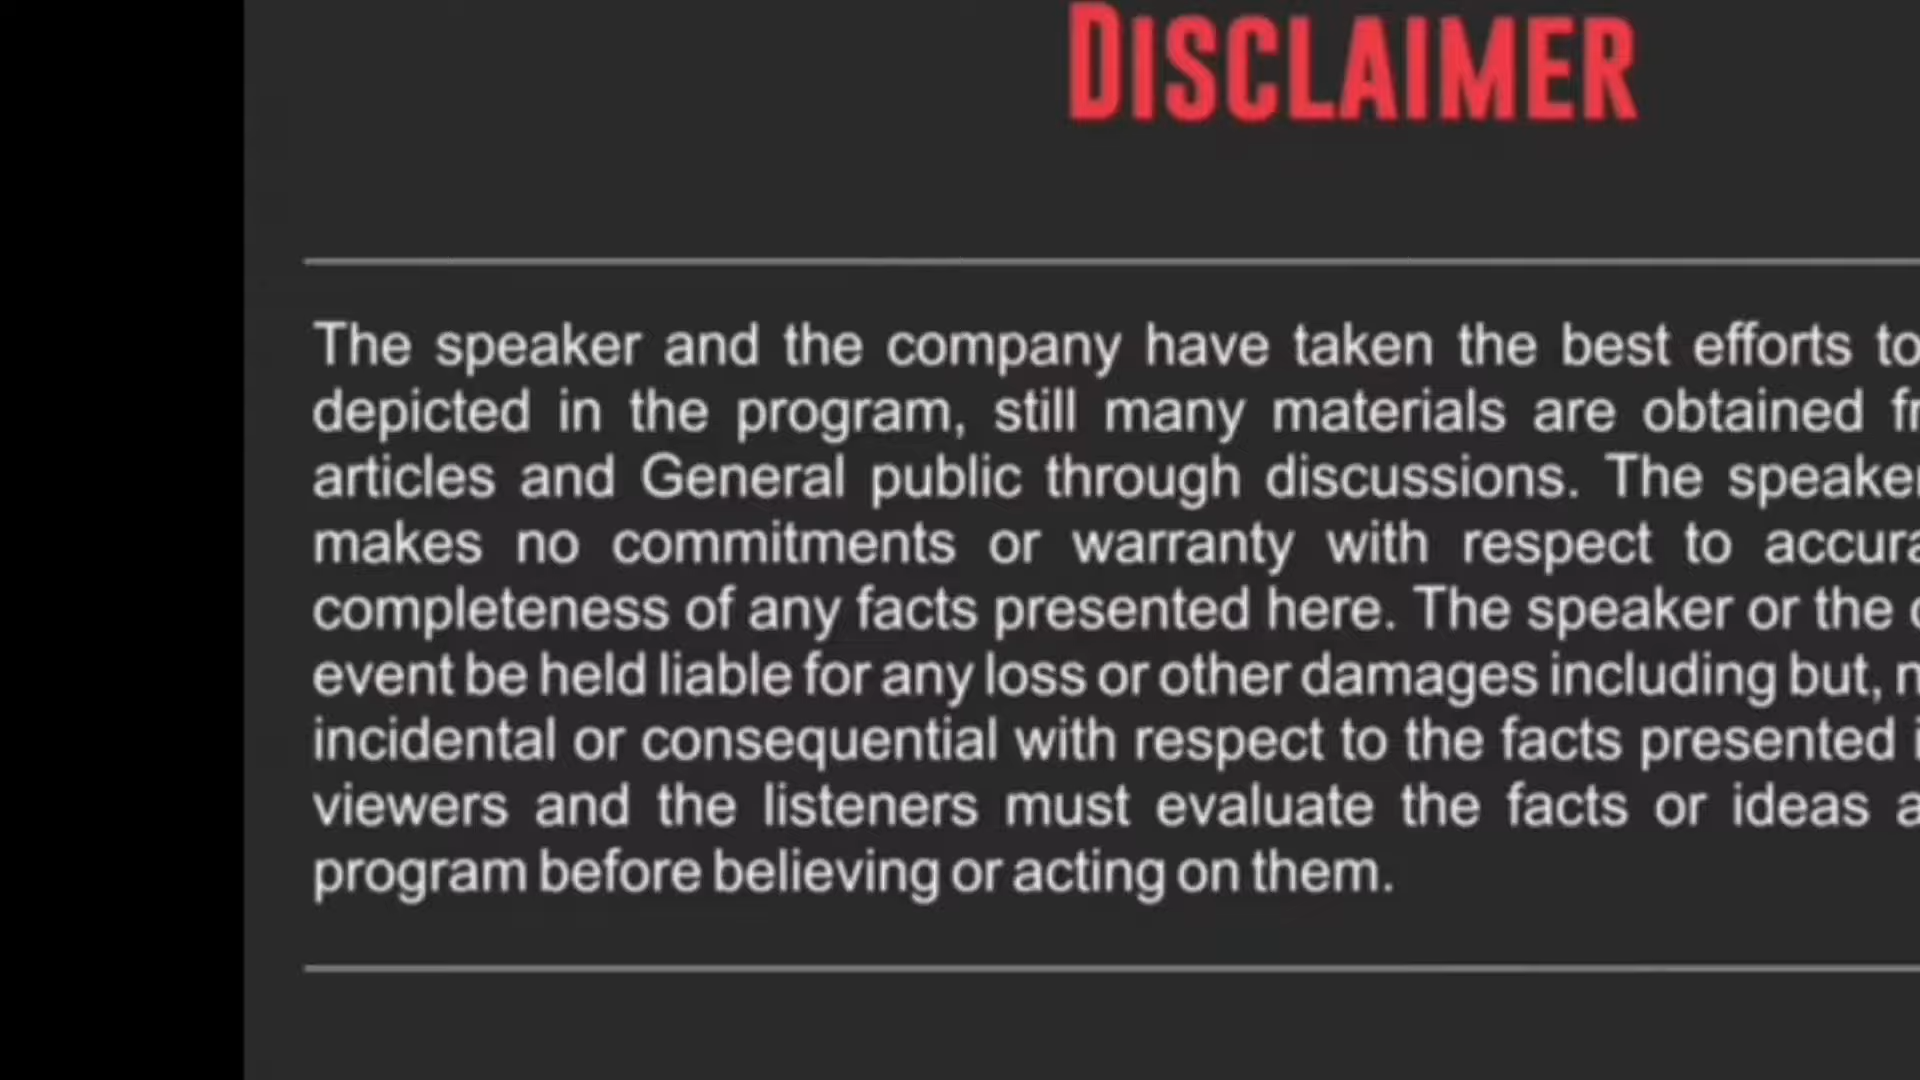 DISCLAIMER
The speaker and the company have taken the best efforts to
depicted in the program, still many materials are obtained
articles and General public through discussions. The speaker
makes no commitments or warranty with respect to
completeness of any facts presented here. The speaker or the
event be held liable for any loss or other damages including but,
incidental or consequential with respect to the facts presented
viewers and the listeners must evaluate the facts or ideas
program before believing or acting on them.